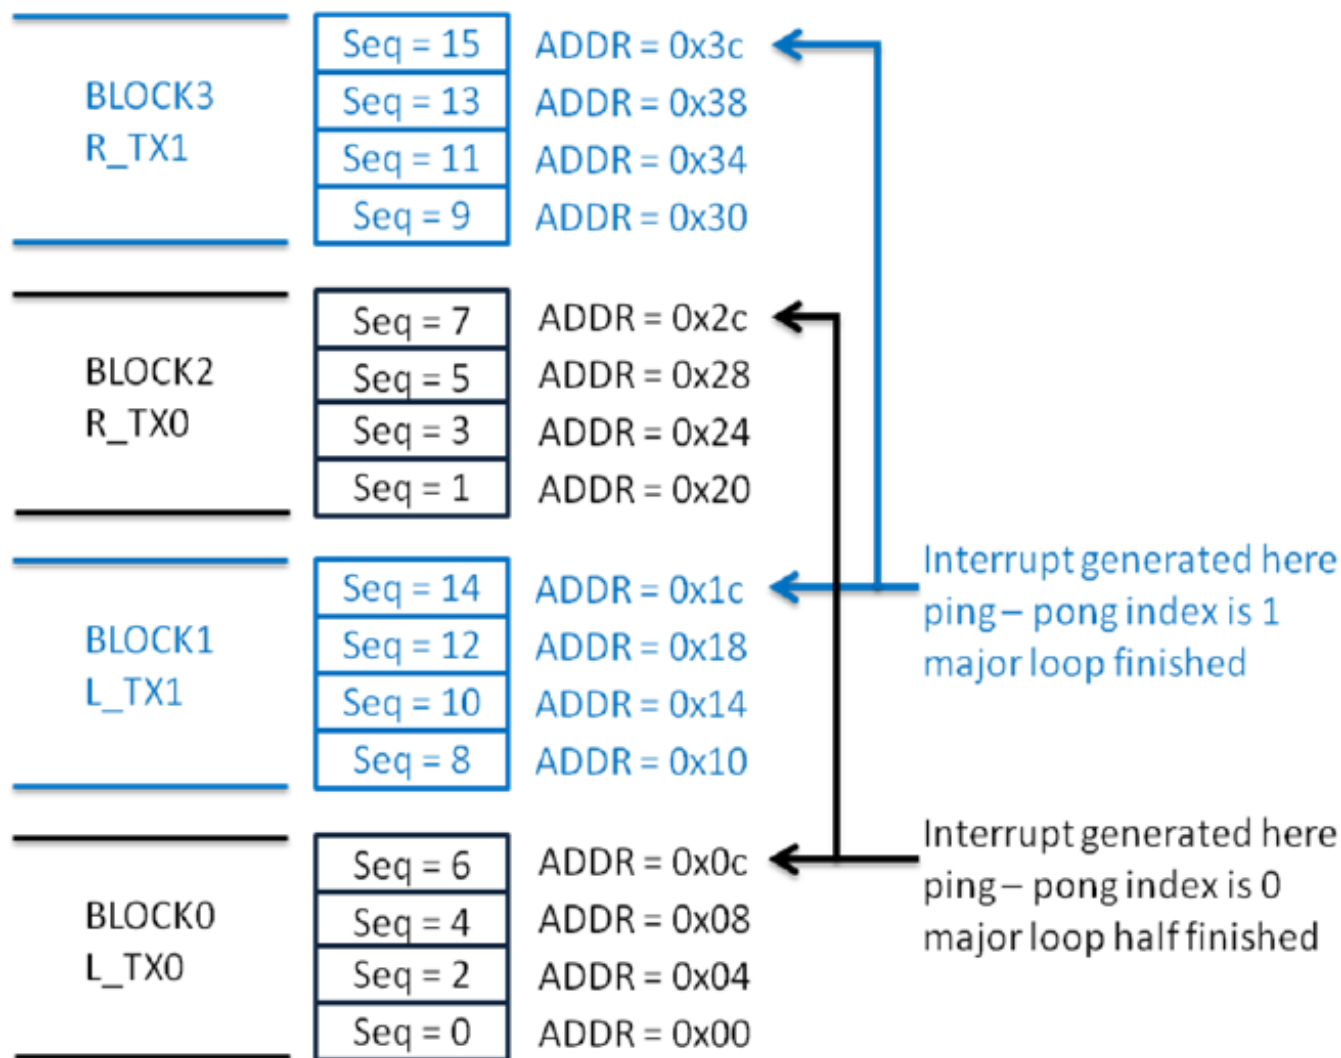 BLOCK3
R_TX1
Seq = 15 ADDR = 0x3c
Seq = 13 ADDR = 0x38
Seq = 11 ADDR = 0x34
Seq = 9 ADDR = 0x30
BLOCK2
R_TX0
Seq = 7 ADDR = 0x2c
Seq = 5 ADDR = 0x28
Seq = 3 ADDR = 0x24
Seq = 1 ADDR = 0x20
BLOCK1
L_TX1
Seq = 14 ADDR = 0x1c
Seq = 12 ADDR = 0x18
Seq = 10 ADDR = 0x14
Seq = 8 ADDR = 0x10
Interrupt generated here
ping – pong index is 1
major loop finished
BLOCK0
L_TX0
Seq = 6 ADDR = 0x0c
Seq = 4 ADDR = 0x08
Seq = 2 ADDR = 0x04
Seq = 0 ADDR = 0x00
Interrupt generated here
ping – pong index is 0
major loop half finished